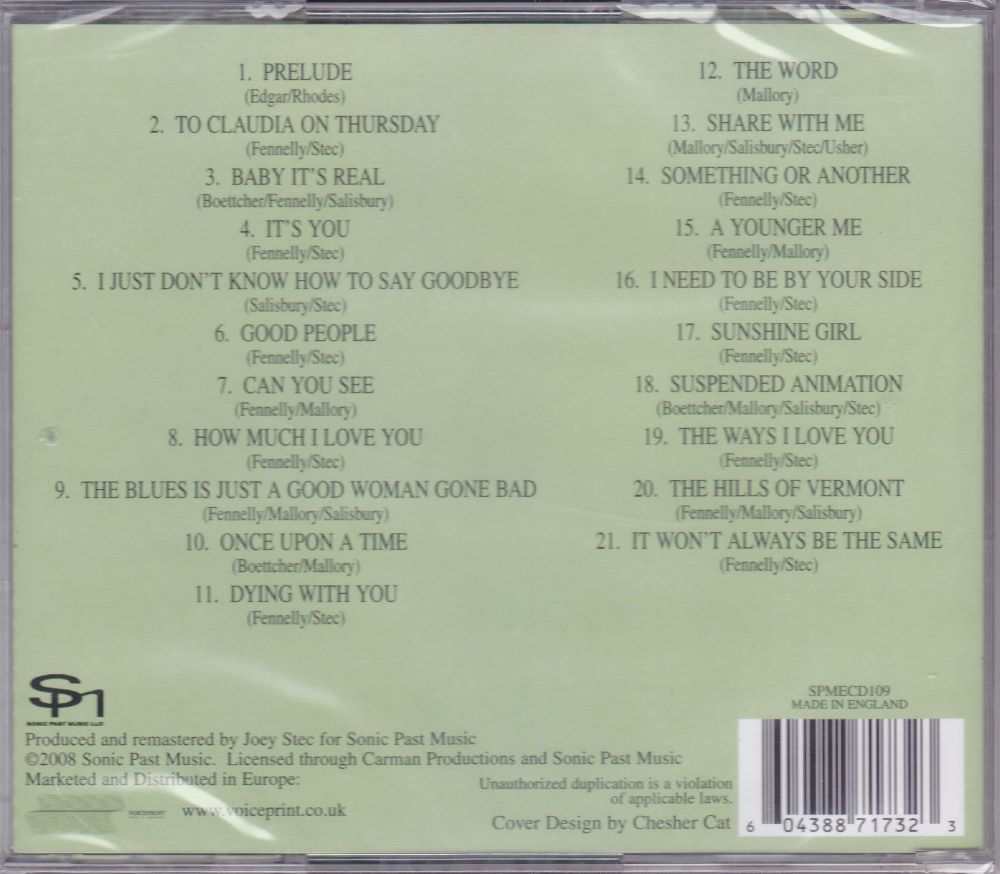 1. PRELUDE
(Edgar/Rhodes)
2. TO CLAUDIA ON THURSDAY
(Fennelly/Stec)
3. BABY IT'S REAL
(Boettcher/Fennelly/Salisbury)
4. IT'S YOU
(Fennelly/Stec)
5. I JUST DON'T KNOW HOW TO SAY GOODBYE
(Salisbury/Stec)
6. GOOD PEOPLE
(Fennelly/Stec)
7. CAN YOU SEE
(Fennelly/Mallory)
8. HOW MUCH I LOVE YOU
(Fennelly/Stec)
9. THE BLUES IS JUST A GOOD WOMAN GONE BAD
(Fennelly/Mallory/Salisbury)
10. ONCE UPON A TIME
(Boettcher/Mallory)
11. DYING WITH YOU
(Fennelly/Stec)
12. THE WORD
(Mallory)
13. SHARE WITH ME
(Mallory/Salisbury/Stec/Usher)
14. SOMETHING OR ANOTHER
(Fennelly/Stec)
15. A YOUNGER ME
(Fennelly/Mallory)
16. I NEED TO BE BY YOUR SIDE
(Fennelly/Stec)
17. SUNSHINE GIRL
(Fennelly/Stec)
18. SUSPENDED ANIMATION
(Boettcher/Mallory/Salisbury/Stec)
19. THE WAYS I LOVE YOU
(Fennelly/Stec)
20. THE HILLS OF VERMONT
(Fennelly/Mallory/Salisbury)
21. IT WON'T ALWAYS BE THE SAME
(Fennelly/Stec)
SPM
SONIC PAST MUSIC LLC
Produced and remastered by Joey Stec for Sonic Past Music
©2008 Sonic Past Music. Licensed through Carman Productions and Sonic Past Music
Marketed and Distributed in Europe:
VOICEPRINT
www.voiceprint.co.uk
Unauthorized duplication is a violation
of applicable laws.
Cover Design by Chesher Cat
SPMECD109
MADE IN ENGLAND
6 04388 71732 3